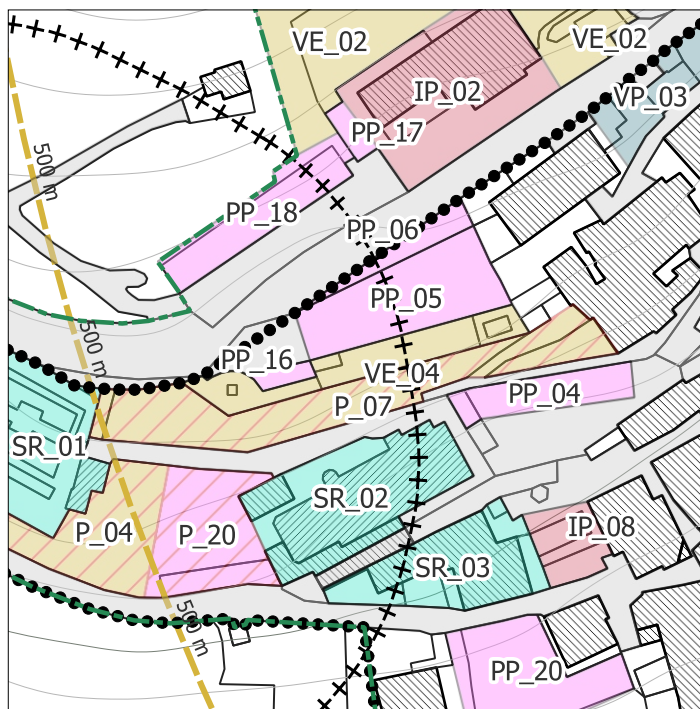 VE_02
VE_02
IP_02
VP_03
PP_17
500 m
PP_18
PP_06
PP_05
500 m
PP_16
VE_04
PP_04
P_07
SR_01
SR_02
P_04
P_20
IP_08
SR_03
500 m
PP_20